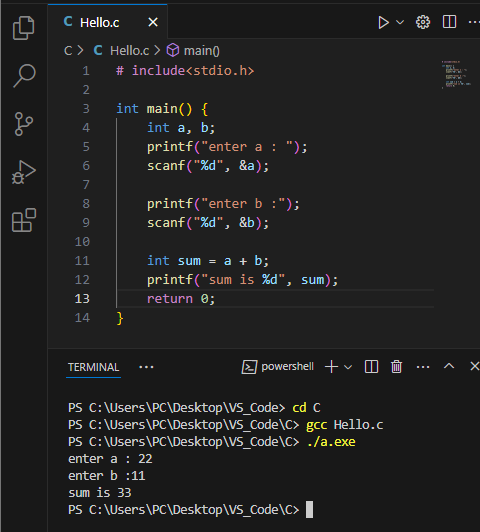 Hello.c
C > Hello.c > main()
1 # include<stdio.h>
2
3 int main() {
4     int a, b;
5     printf("enter a : ");
6     scanf("%d", &a);
7
8     printf("enter b :");
9     scanf("%d", &b);
10
11     int sum = a + b;
12     printf("sum is %d", sum);
13     return 0;
14 }
TERMINAL ... powershell
PS C:\Users\PC\Desktop\VS_Code> cd C
PS C:\Users\PC\Desktop\VS_Code\C> gcc Hello.c
PS C:\Users\PC\Desktop\VS_Code\C> ./a.exe
enter a : 22
enter b :11
sum is 33
PS C:\Users\PC\Desktop\VS_Code\C>